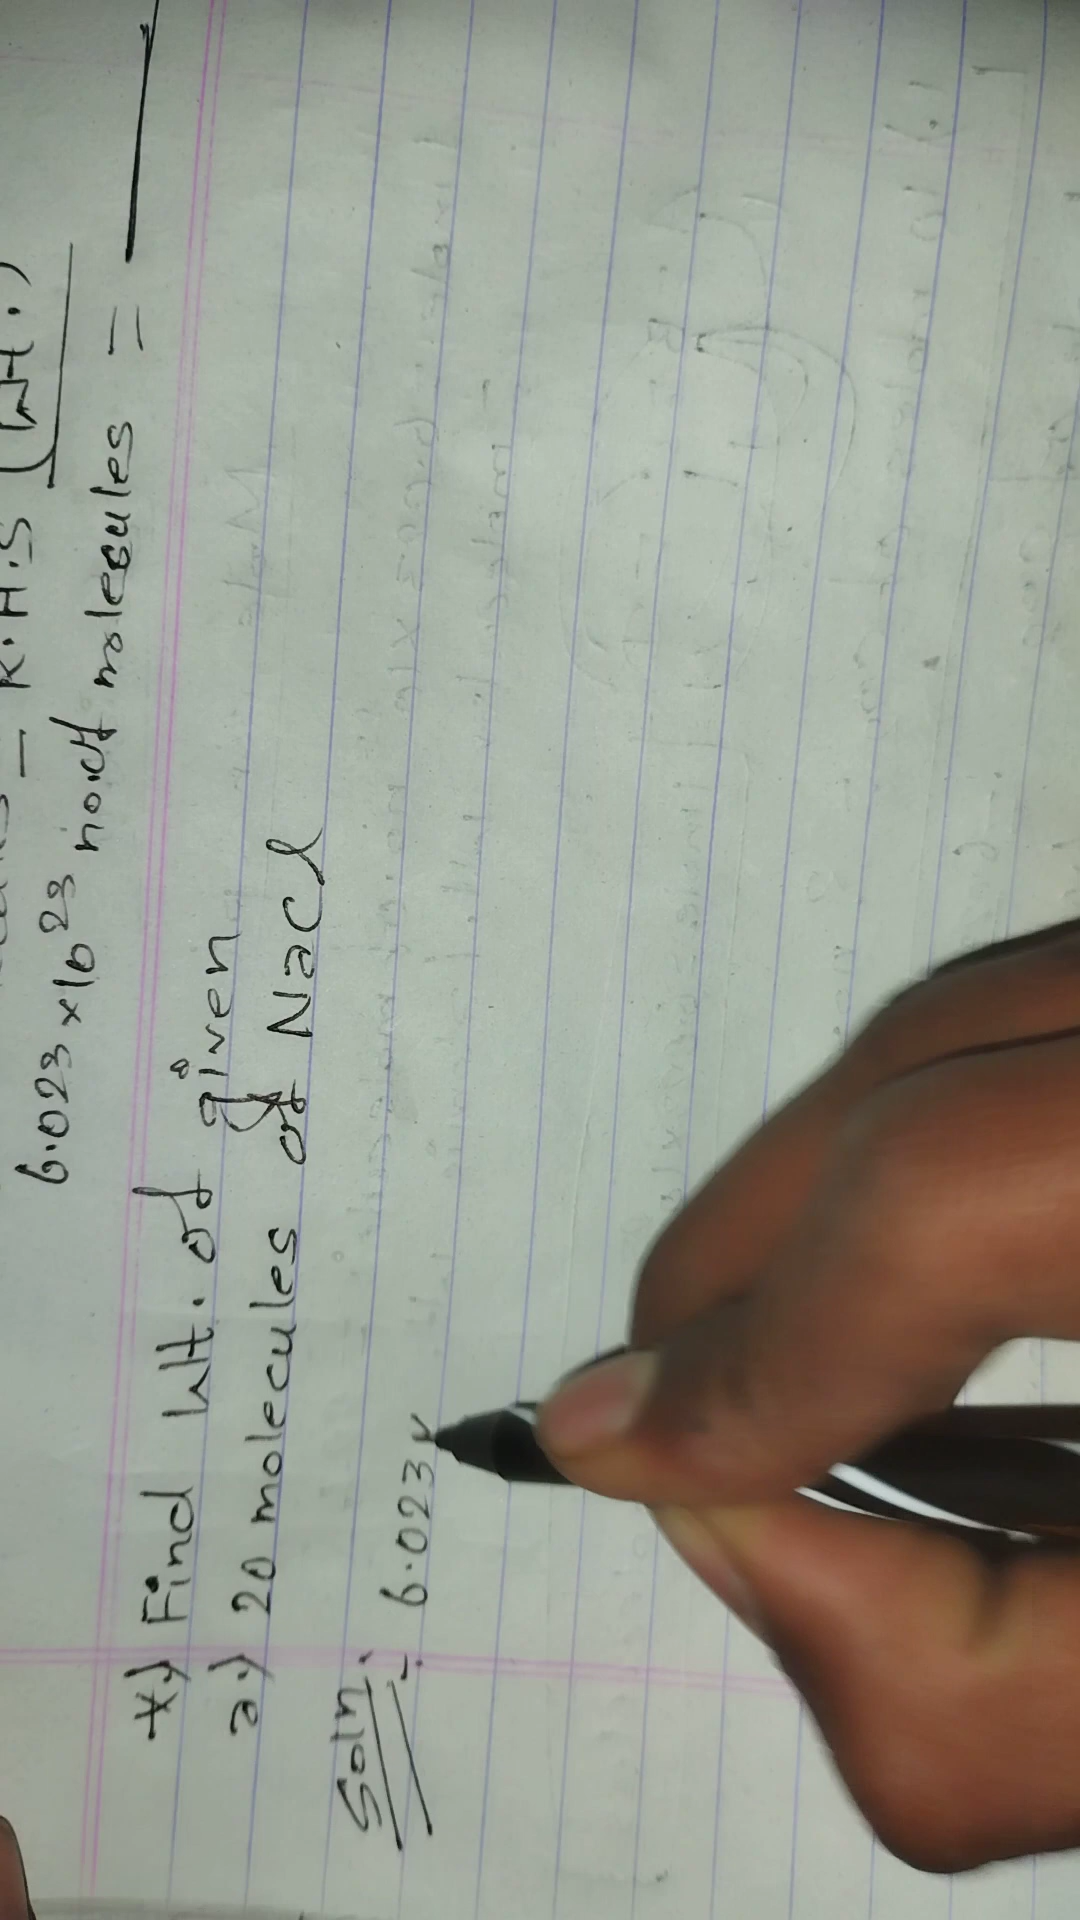 R.H.S (Wt.)
6.023×10²³ no.of molecules =
*) Find Wt. of given
a.) 20 molecules of NaCl
Soln:- 6.023×